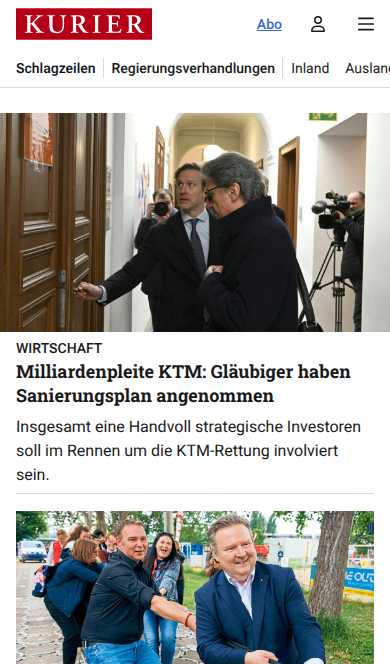 KURIER
Abo
Schlagzeilen
Regierungsverhandlungen
Inland
Auslan
WIRTSCHAFT
Milliardenpleite KTM: Gläubiger haben
Sanierungsplan angenommen
Insgesamt eine Handvoll strategische Investoren
soll im Rennen um die KTM-Rettung involviert
sein.